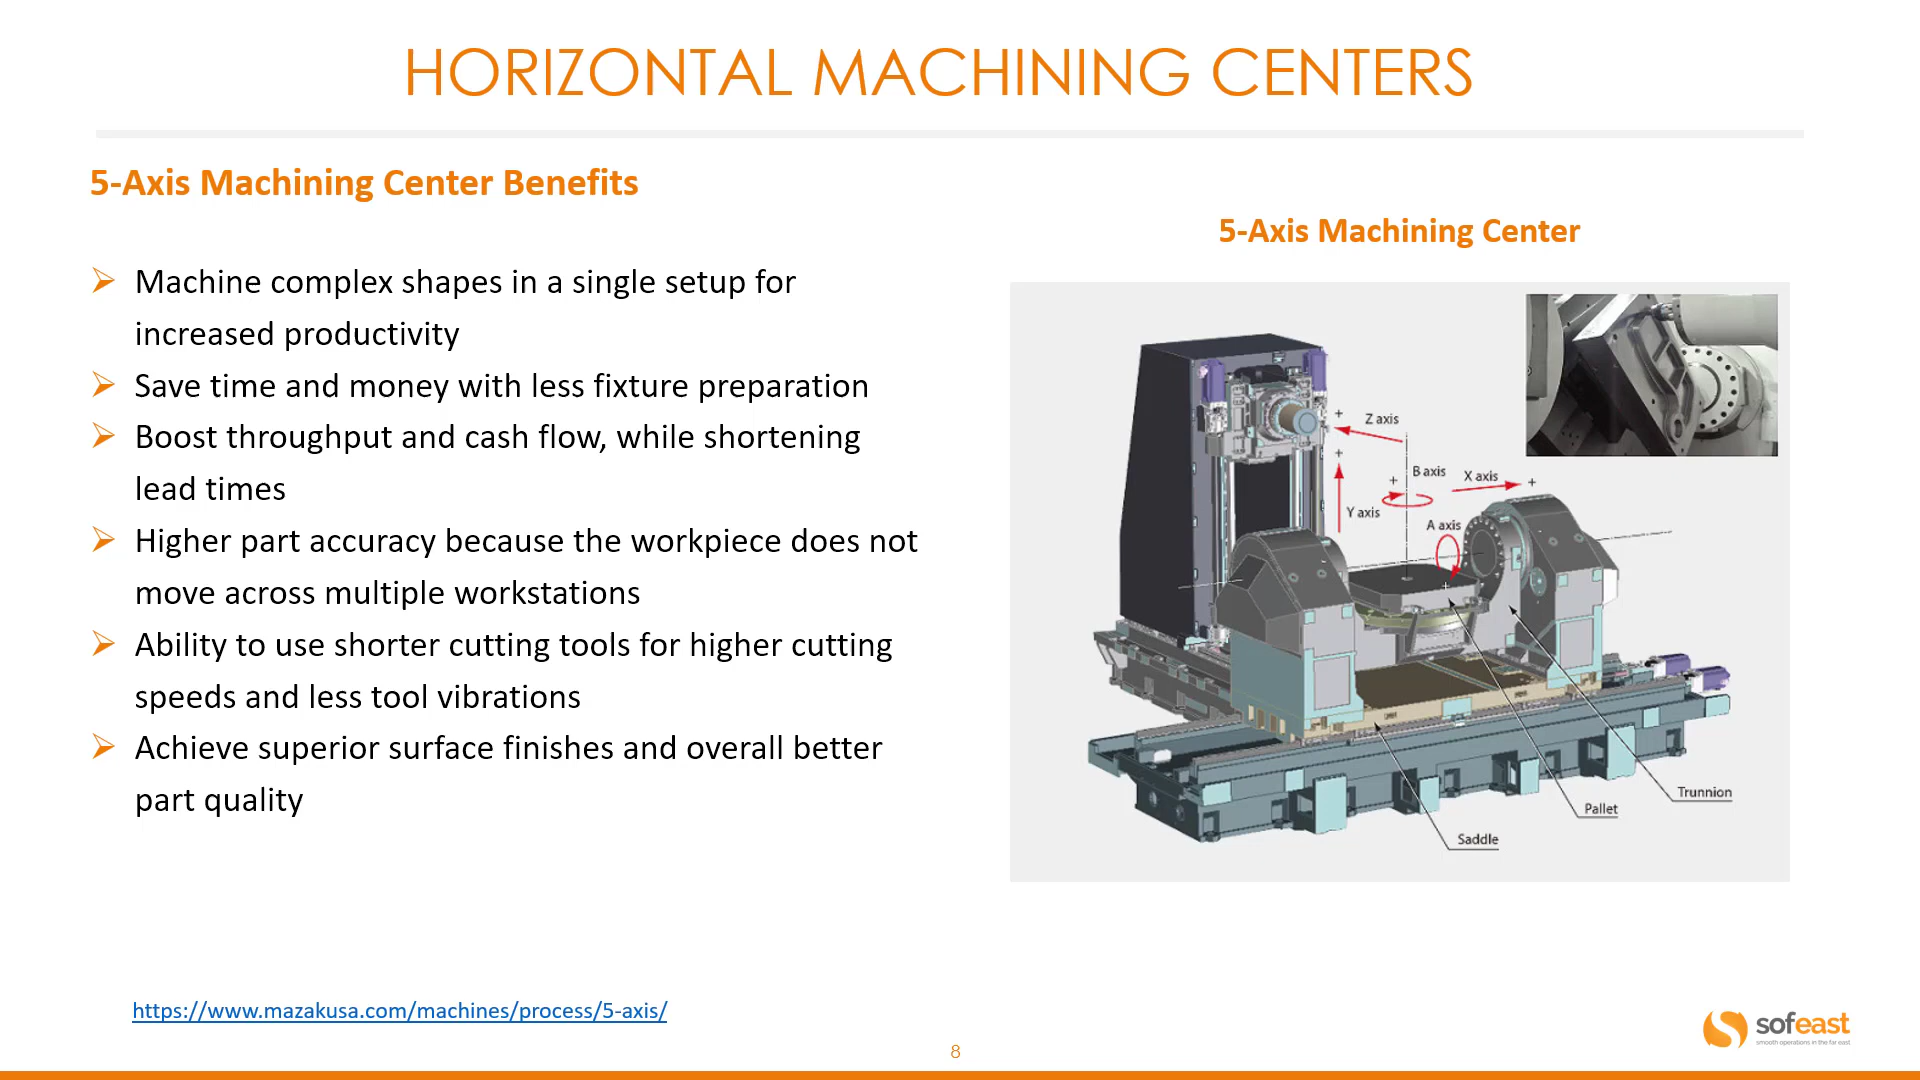 HORIZONTAL MACHINING CENTERS
5-Axis Machining Center Benefits
Machine complex shapes in a single setup for
increased productivity
Save time and money with less fixture preparation
Boost throughput and cash flow, while shortening
lead times
Higher part accuracy because the workpiece does not
move across multiple workstations
Ability to use shorter cutting tools for higher cutting
speeds and less tool vibrations
Achieve superior surface finishes and overall better
part quality
5-Axis Machining Center
+
Z axis
+
B axis
+
X axis
+
Y axis
A axis
+
Trunnion
Pallet
Saddle
https://www.mazakusa.com/machines/process/5-axis/
sofeast
smooth operations in the far east
8